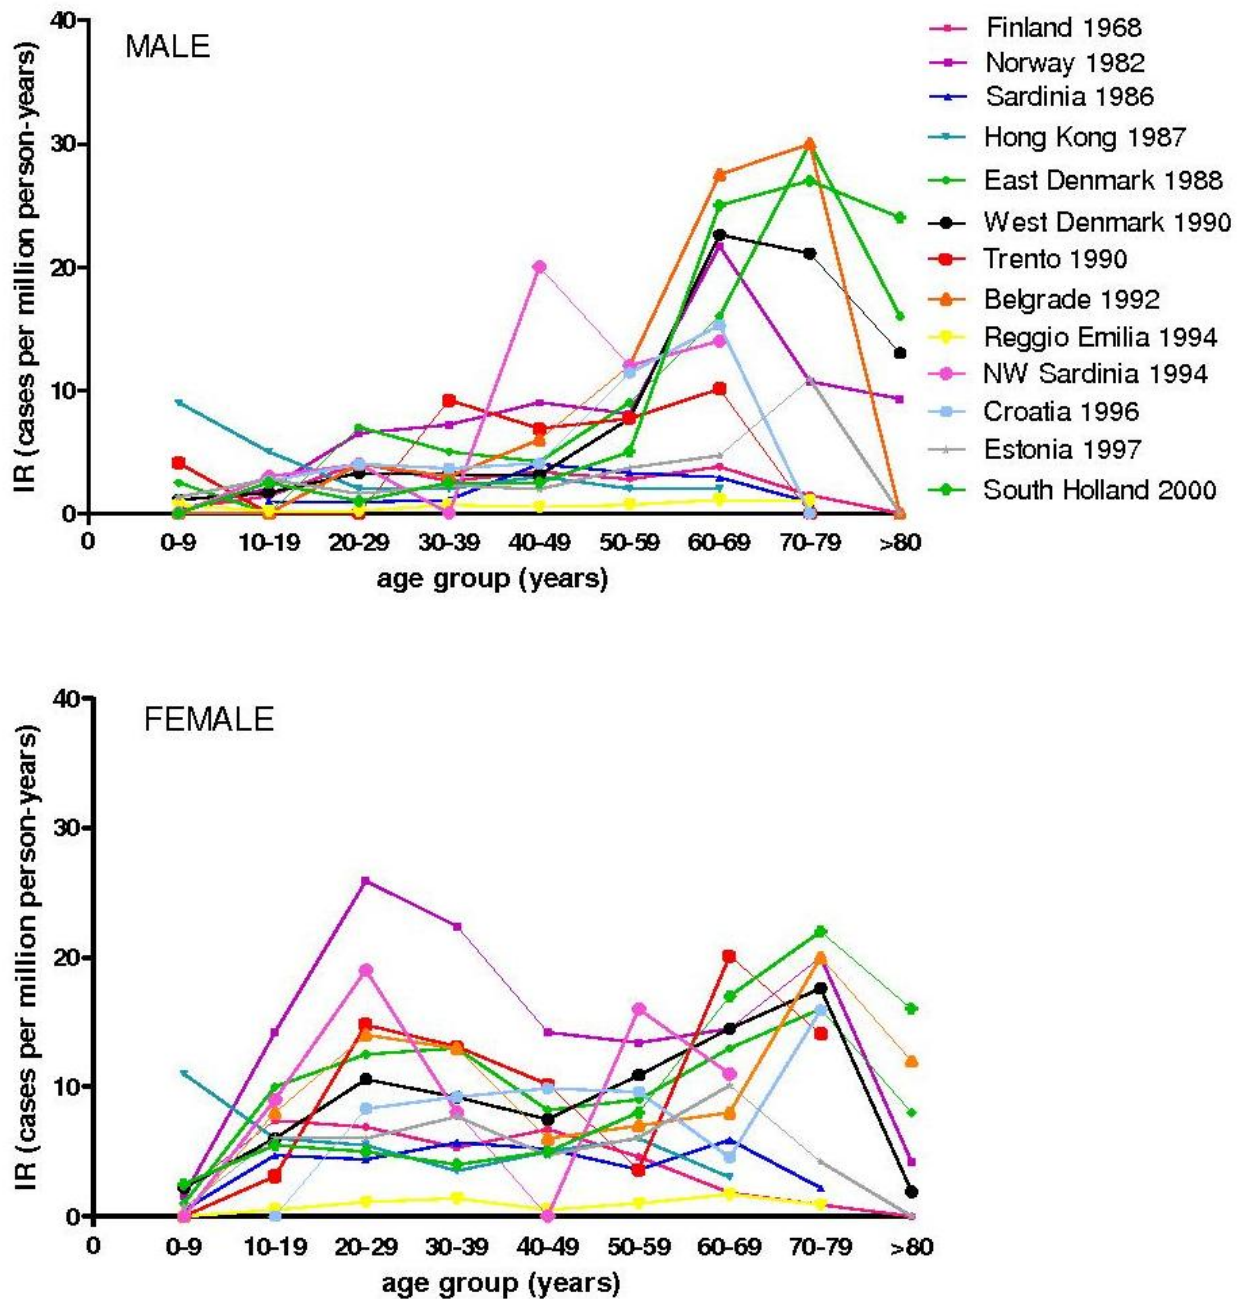 MALE
IR (cases per million person-years)
40
30
20
10
0
0 0-9 10-19 20-29 30-39 40-49 50-59 60-69 70-79 >80
age group (years)
Finland 1968
Norway 1982
Sardinia 1986
Hong Kong 1987
East Denmark 1988
West Denmark 1990
Trento 1990
Belgrade 1992
Reggio Emilia 1994
NW Sardinia 1994
Croatia 1996
Estonia 1997
South Holland 2000
FEMALE
IR (cases per million person-years)
40
30
20
10
0
0 0-9 10-19 20-29 30-39 40-49 50-59 60-69 70-79 >80
age group (years)